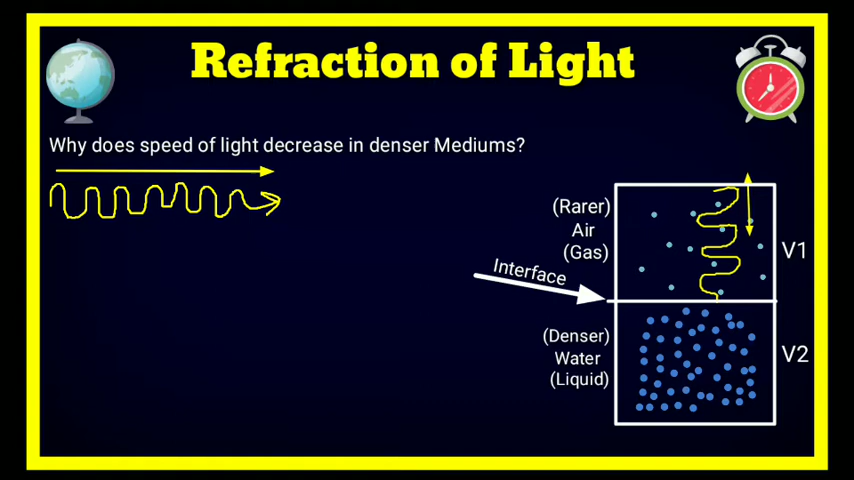 Refraction of Light
Why does speed of light decrease in denser Mediums?
(Rarer)
Air
(Gas)
V1
Interface
(Denser)
Water
(Liquid)
V2